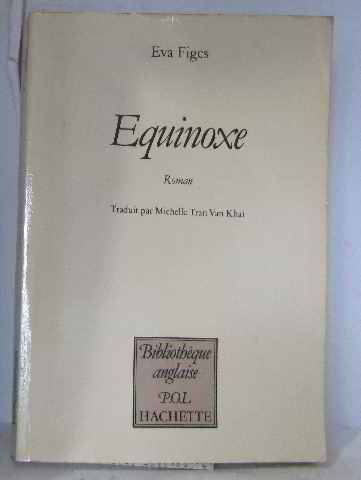 Eva Figes
Equinoxe
Roman
Traduit par Michelle Tran Van Khai
Bibliothèque
anglaise
P.O.L
HACHETTE